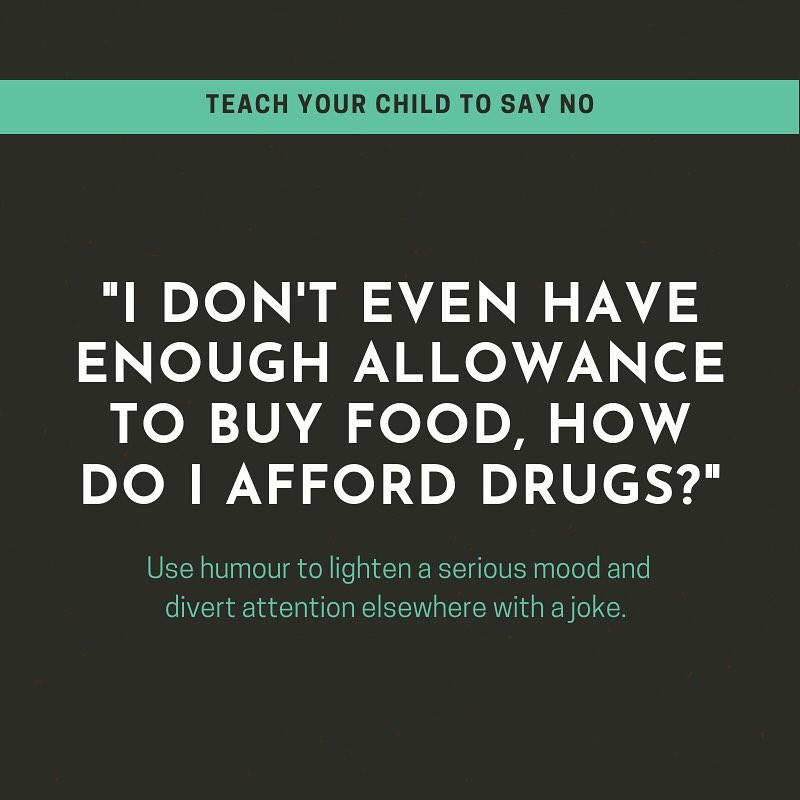 TEACH YOUR CHILD TO SAY NO
"I DON'T EVEN HAVE
ENOUGH ALLOWANCE
TO BUY FOOD, HOW
DO I AFFORD DRUGS?"
Use humour to lighten a serious mood and
divert attention elsewhere with a joke.